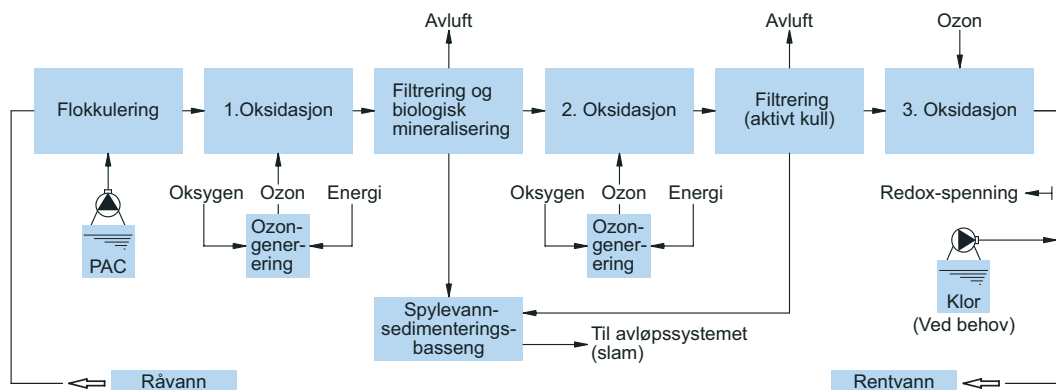 Avluft
Avluft
Ozon
Flokkulering
1.Oksidasjon
Filtrering og
biologisk
mineralisering
2. Oksidasjon
Filtrering
(aktivt kull)
3. Oksidasjon
Oksygen
Ozon
Energi
Oksygen
Ozon
Energi
Redox-spenning
PAC
Ozon-
gener-
ering
Ozon-
gener-
ering
Klor
(Ved behov)
Spylevann-
sedimenterings-
basseng
Til avløpssystemet
(slam)
Råvann
Rentvann